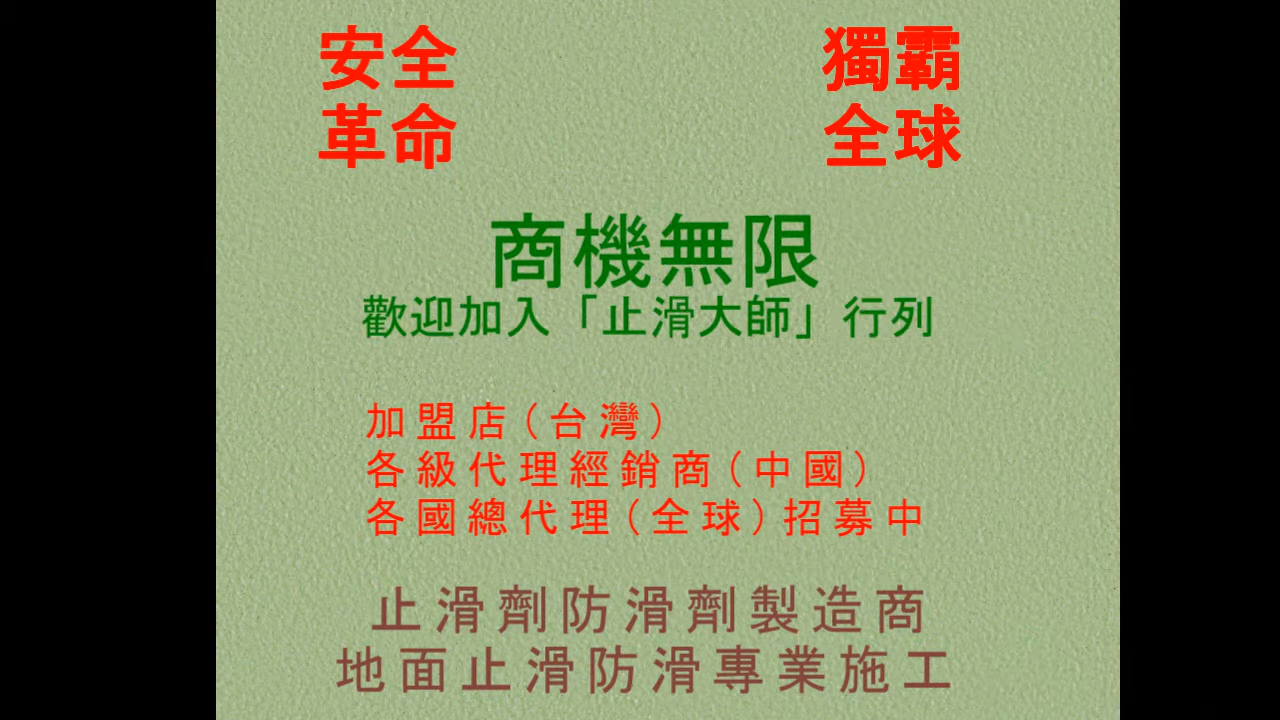 安全
革命
獨霸
全球
商機無限
歡迎加入「止滑大師」行列
加盟店(台灣)
各級代理經銷商(中國)
各國總代理(全球)招募中
止滑劑防滑劑製造商
地面止滑防滑專業施工